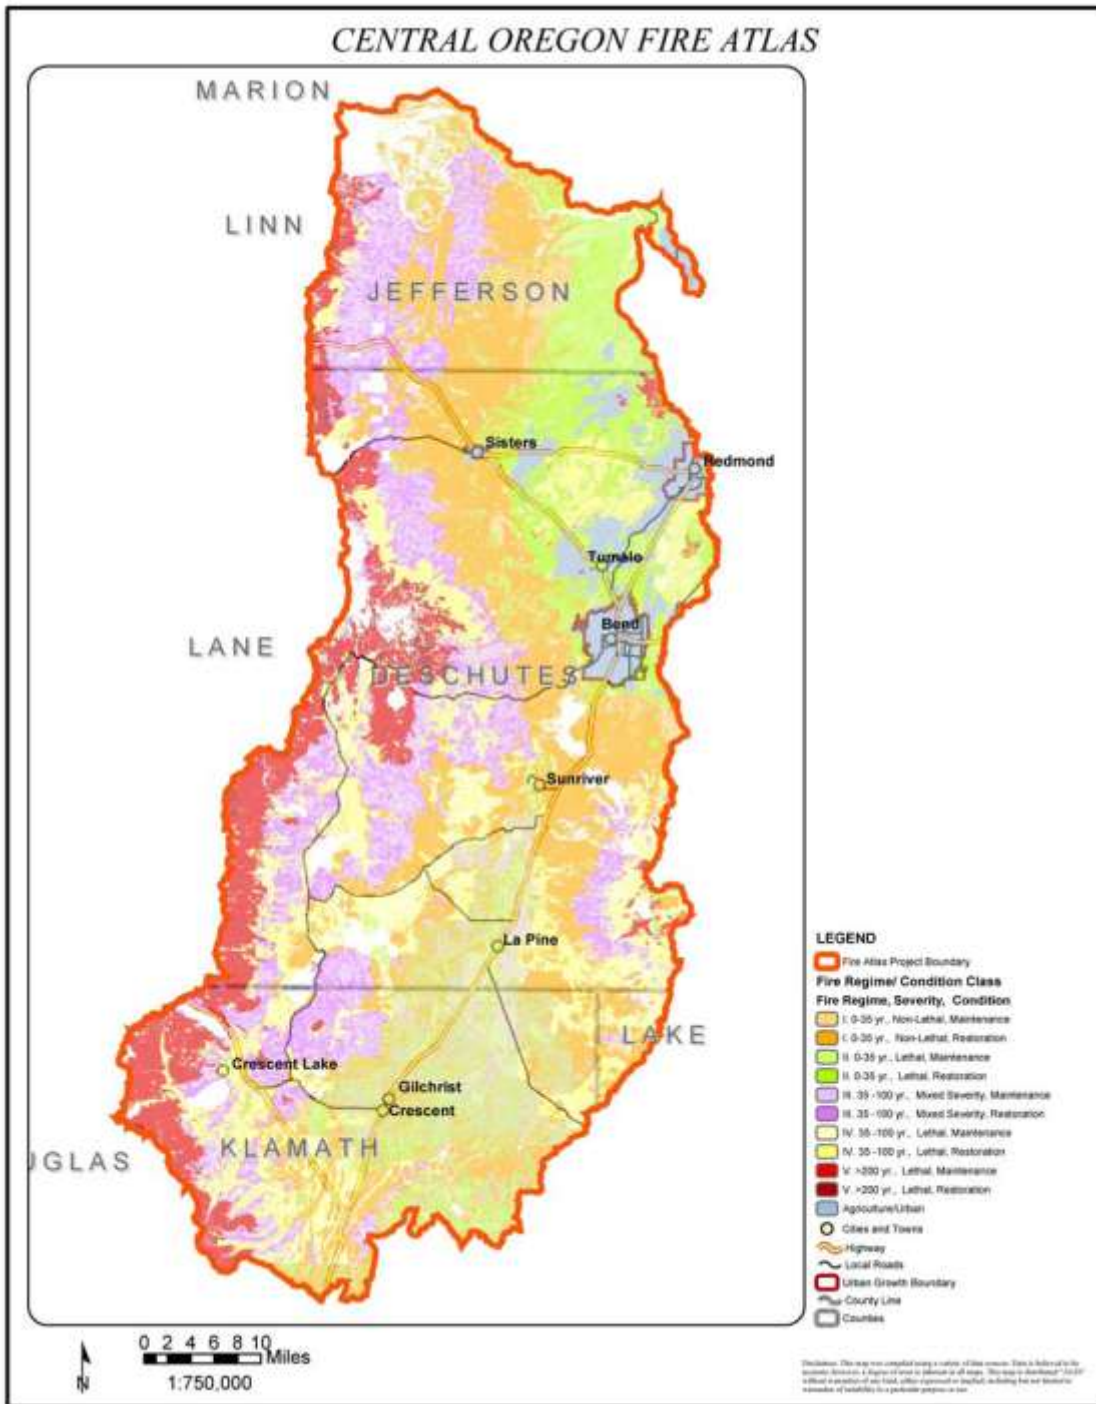 CENTRAL OREGON FIRE ATLAS
MARION
LINN
JEFFERSON
Sisters
Redmond
Tumalo
Bend
LANE
DESCHUTES
Sunriver
La Pine
LAKE
Crescent Lake
Gilchrist
Crescent
KLAMATH
UGLAS
LEGEND
Fire Atlas Project Boundary
Fire Regime/ Condition Class
Fire Regime, Severity, Condition
I. 0-35 yr., Non-Lethal, Maintenance
I. 0-35 yr., Non-Lethal, Restoration
II. 0-35 yr., Lethal, Maintenance
II. 0-35 yr., Lethal, Restoration
III. 35 -100 yr., Mixed Severity, Maintenance
III. 35 -100 yr., Mixed Severity, Restoration
IV. 35 -100 yr., Lethal, Maintenance
IV. 35 -100 yr., Lethal, Restoration
V. >200 yr., Lethal, Maintenance
V. >200 yr., Lethal, Restoration
Agriculture/Urban
Cities and Towns
Highway
Local Roads
Urban Growth Boundary
County Line
Counties
0 2 4 6 8 10
Miles
N
1:750,000